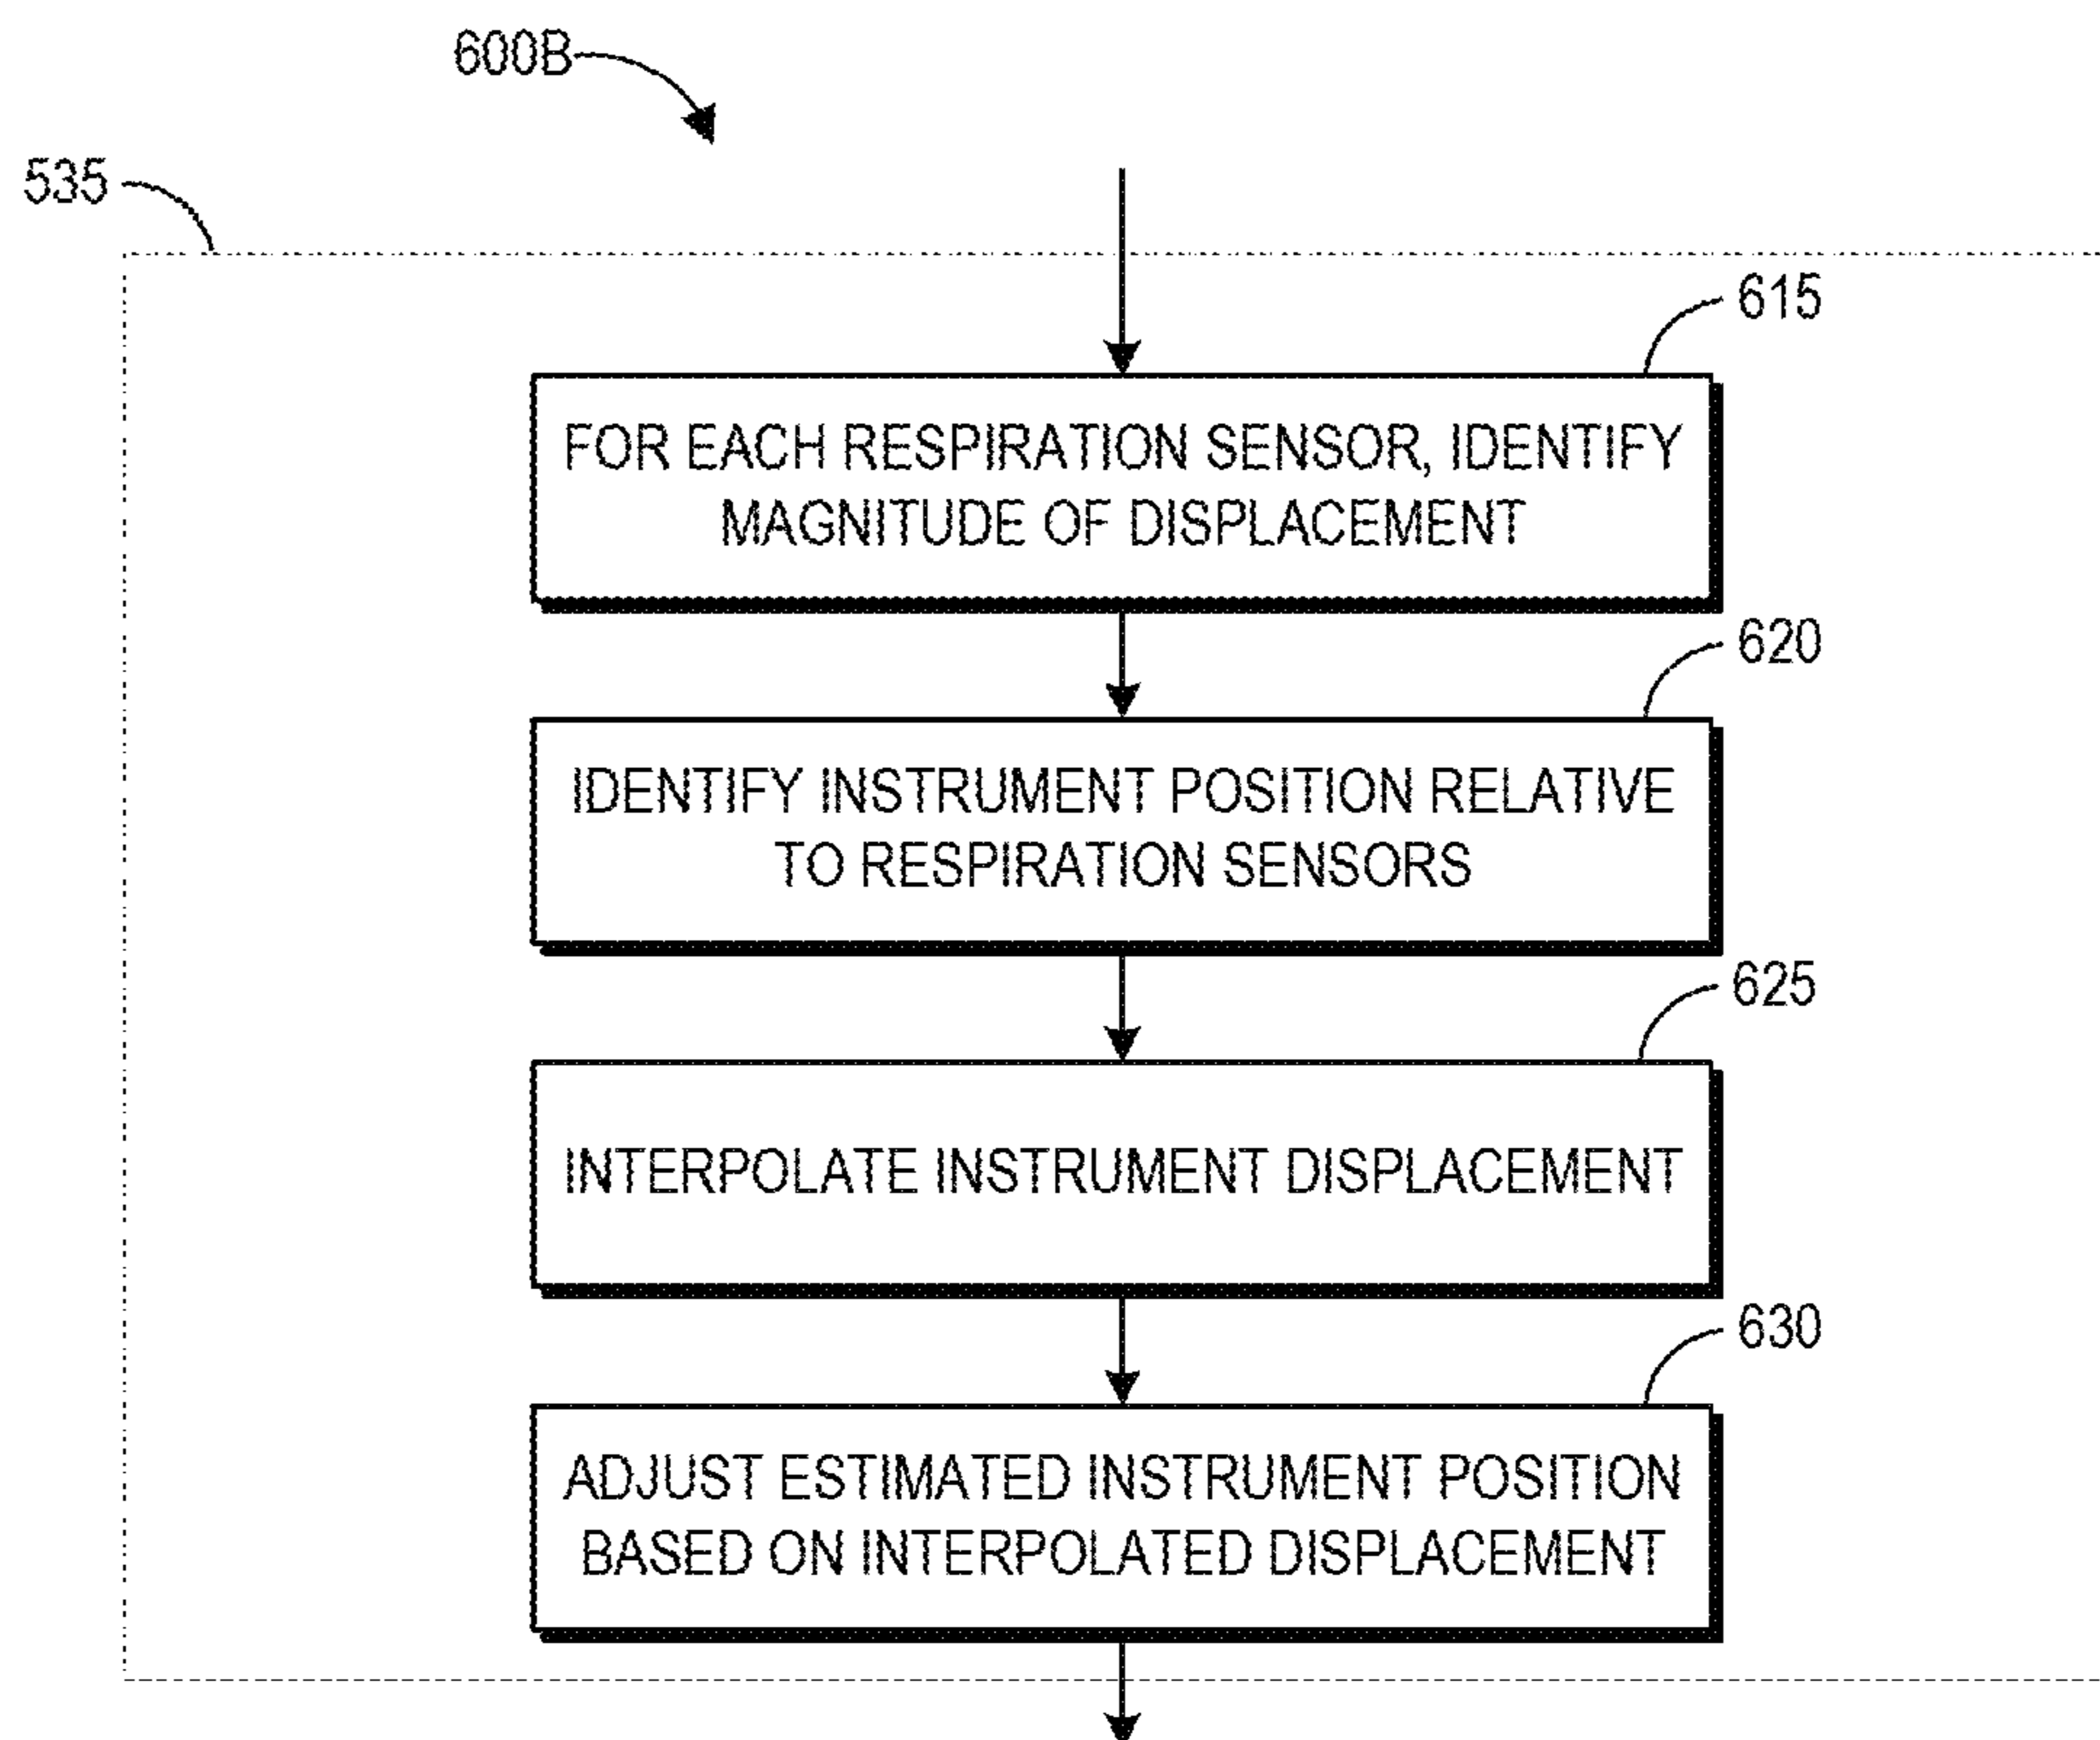 600B
535
615
FOR EACH RESPIRATION SENSOR, IDENTIFY
MAGNITUDE OF DISPLACEMENT
620
IDENTIFY INSTRUMENT POSITION RELATIVE
TO RESPIRATION SENSORS
625
INTERPOLATE INSTRUMENT DISPLACEMENT
630
ADJUST ESTIMATED INSTRUMENT POSITION
BASED ON INTERPOLATED DISPLACEMENT